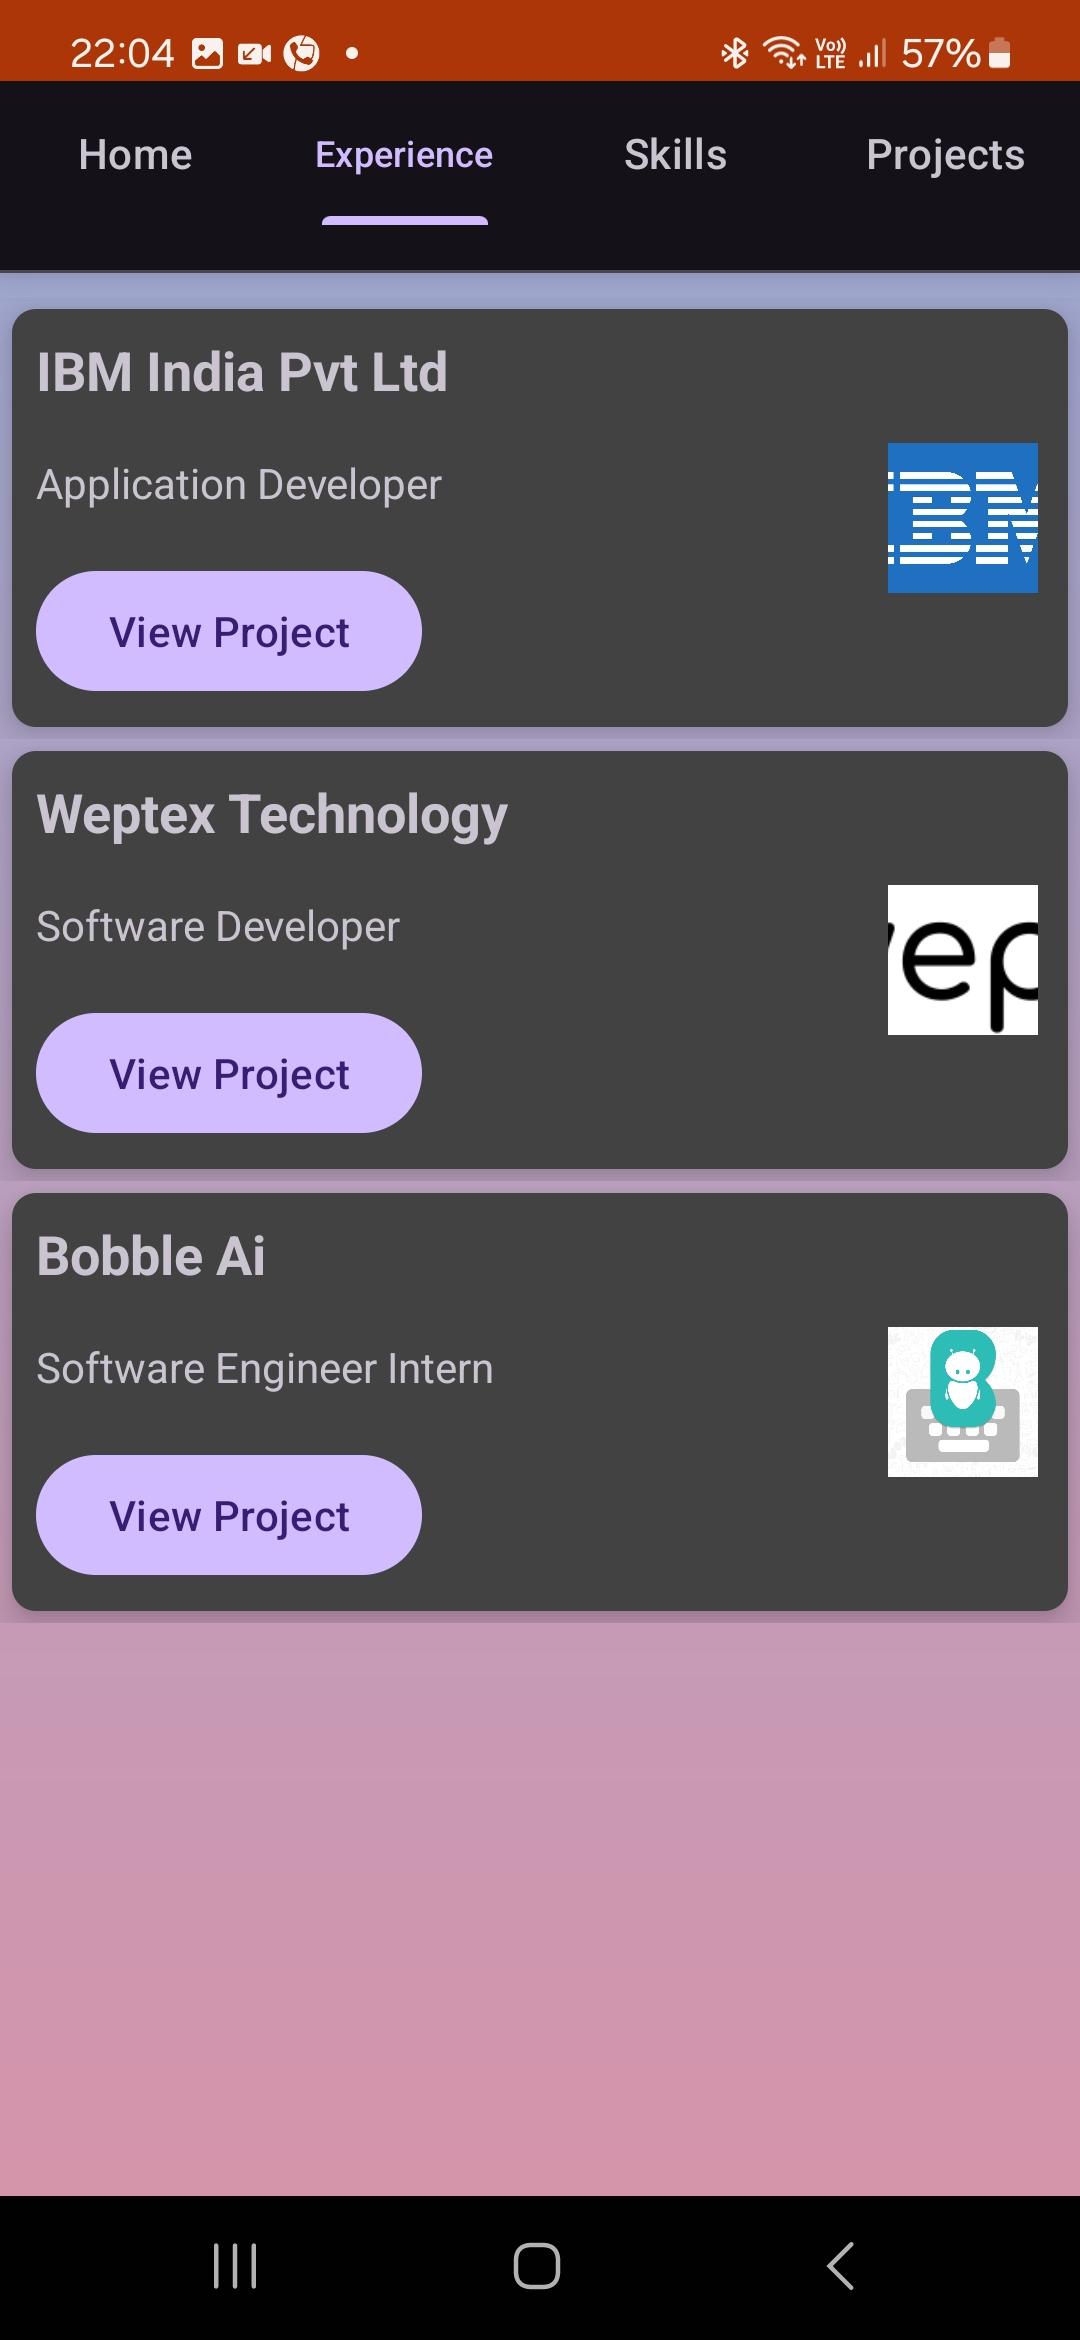 22:04 Vo)) LTE 57%
Home Experience Skills Projects
IBM India Pvt Ltd
Application Developer
IBM
View Project
Weptex Technology
Software Developer
ep
View Project
Bobble Ai
Software Engineer Intern
View Project